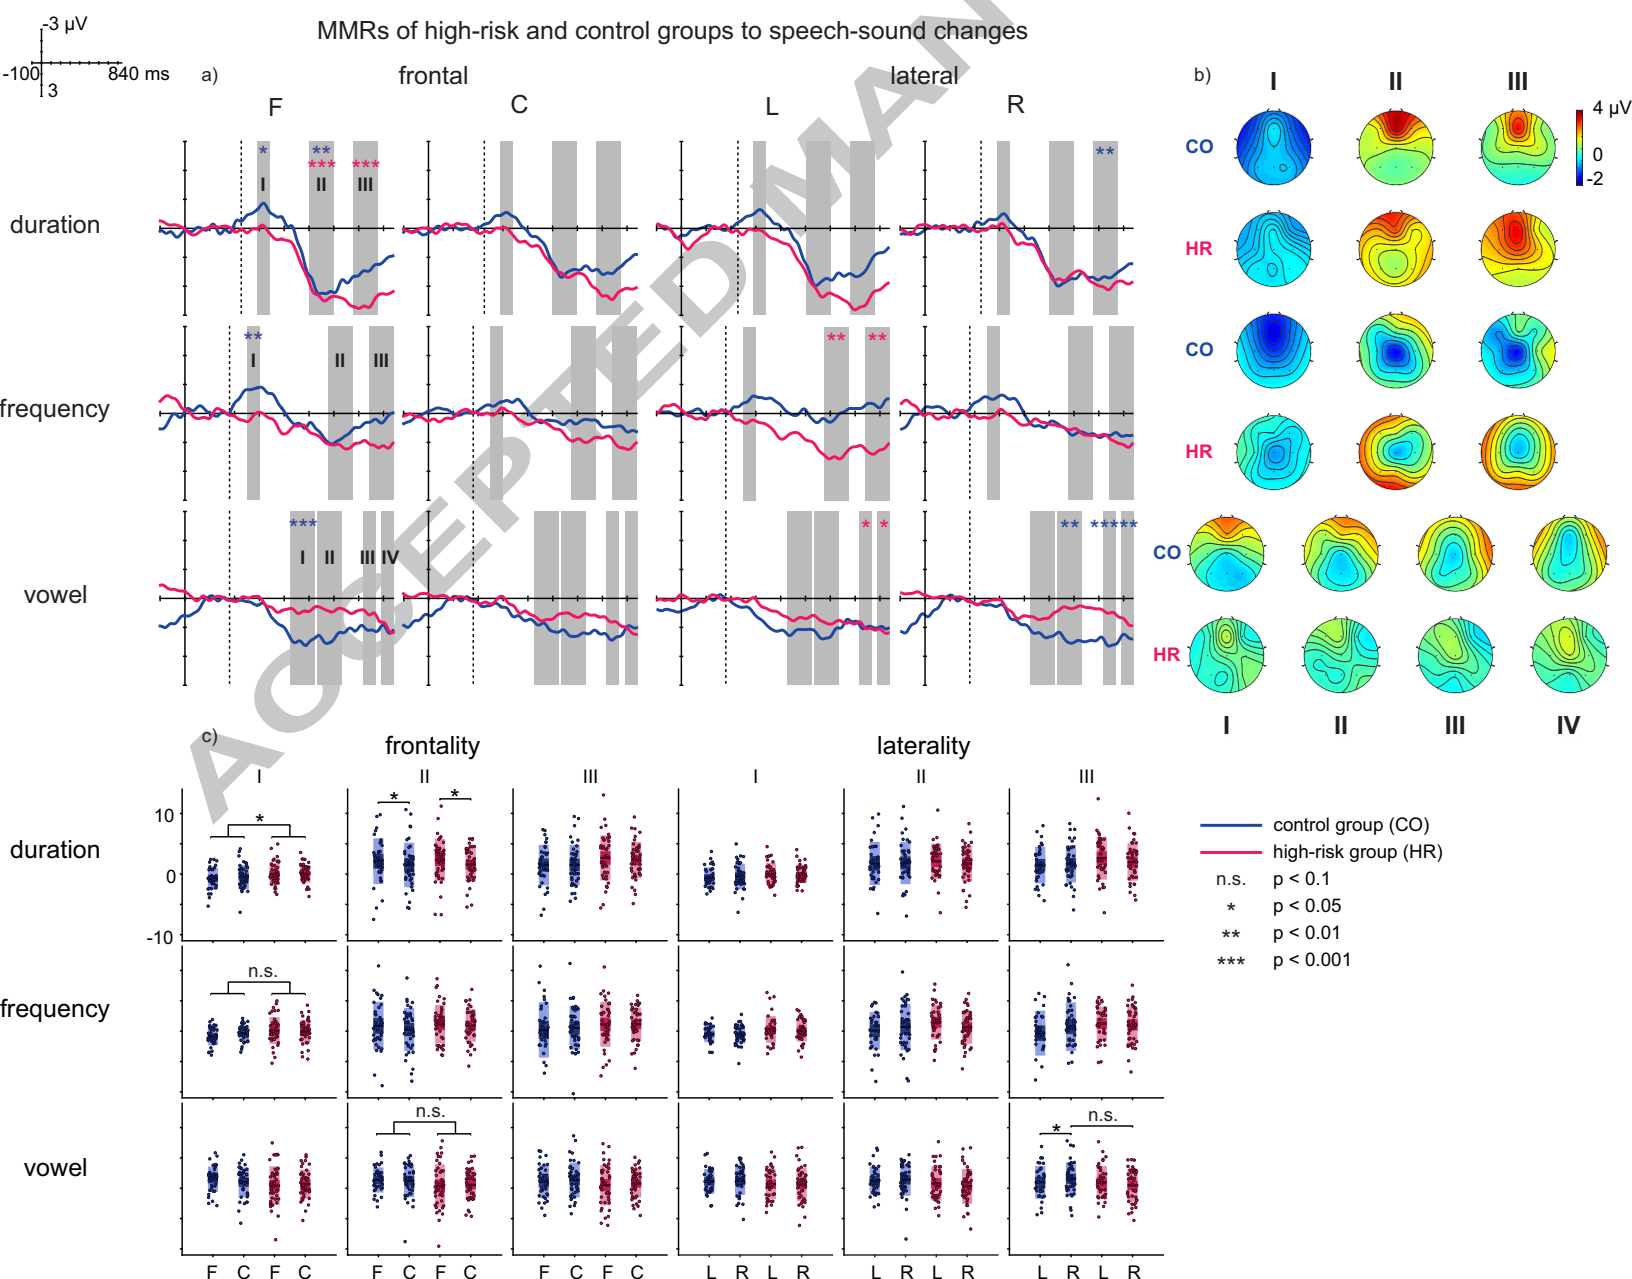 MMRs of high-risk and control groups to speech-sound changes
-3 µV
-100
840 ms
3
a)
frontal
lateral
F
C
L
R
duration
*
**
***
***
I
II
III
**
frequency
**
I
II
III
**
**
vowel
***
I
II
III
IV
*
*
**
*****
b)
I
II
III
4 µV
0
-2
CO
HR
CO
HR
CO
HR
I
II
III
IV
ACCEPTED MAN
c)
frontality
laterality
I
II
III
I
II
III
duration
10
0
-10
*
*
*
frequency
n.s.
vowel
n.s.
*
n.s.
F C F C
F C F C
F C F C
L R L R
L R L R
L R L R
control group (CO)
high-risk group (HR)
n.s. p < 0.1
* p < 0.05
** p < 0.01
*** p < 0.001